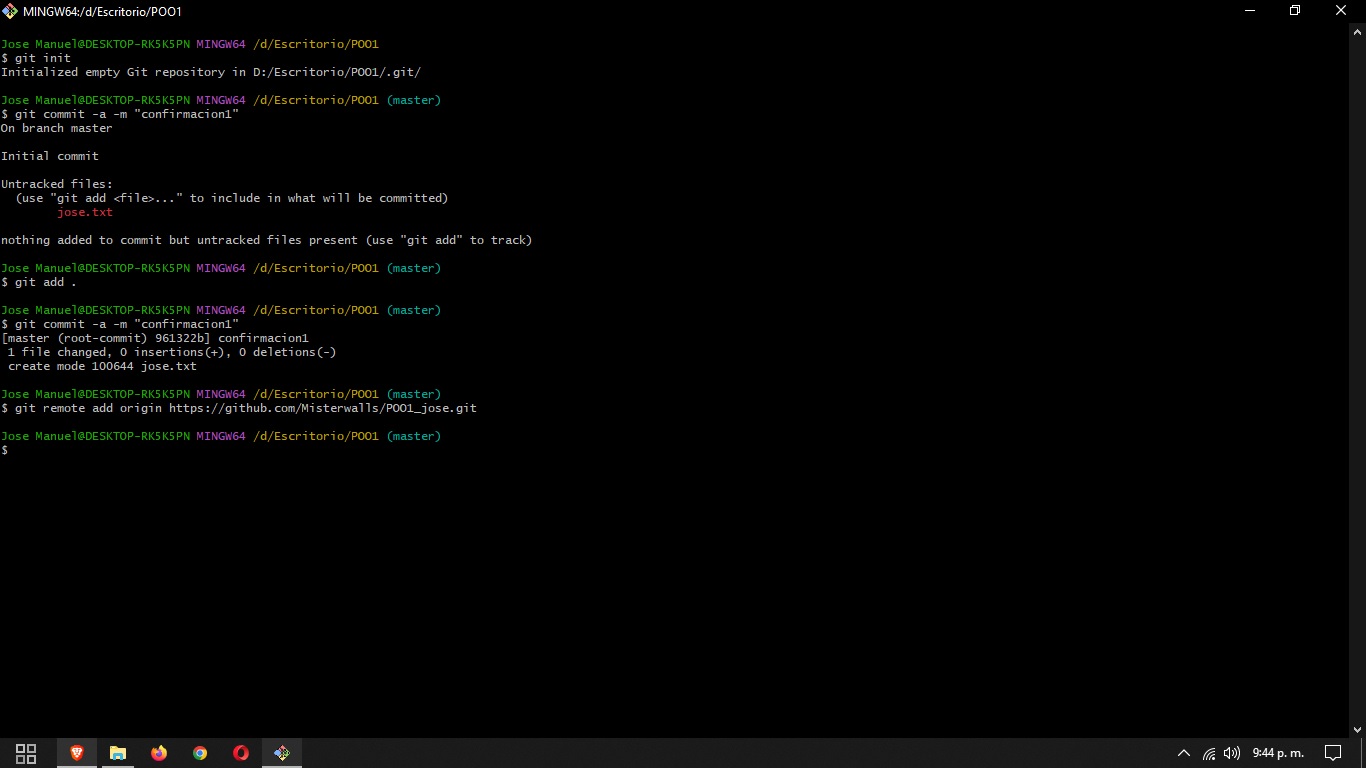 MINGW64:/d/Escritorio/POO1
Jose Manuel@DESKTOP-RK5K5PN MINGW64 /d/Escritorio/POO1
$ git init
Initialized empty Git repository in D:/Escritorio/POO1/.git/
Jose Manuel@DESKTOP-RK5K5PN MINGW64 /d/Escritorio/POO1 (master)
$ git commit -a -m "confirmacion1"
On branch master
Initial commit
Untracked files:
(use "git add <file>..." to include in what will be committed)
jose.txt
nothing added to commit but untracked files present (use "git add" to track)
Jose Manuel@DESKTOP-RK5K5PN MINGW64 /d/Escritorio/POO1 (master)
$ git add .
Jose Manuel@DESKTOP-RK5K5PN MINGW64 /d/Escritorio/POO1 (master)
$ git commit -a -m "confirmacion1"
[master (root-commit) 961322b] confirmacion1
1 file changed, 0 insertions(+), 0 deletions(-)
create mode 100644 jose.txt
Jose Manuel@DESKTOP-RK5K5PN MINGW64 /d/Escritorio/POO1 (master)
$ git remote add origin https://github.com/Misterwalls/POO1_jose.git
Jose Manuel@DESKTOP-RK5K5PN MINGW64 /d/Escritorio/POO1 (master)
$
9:44 p. m.